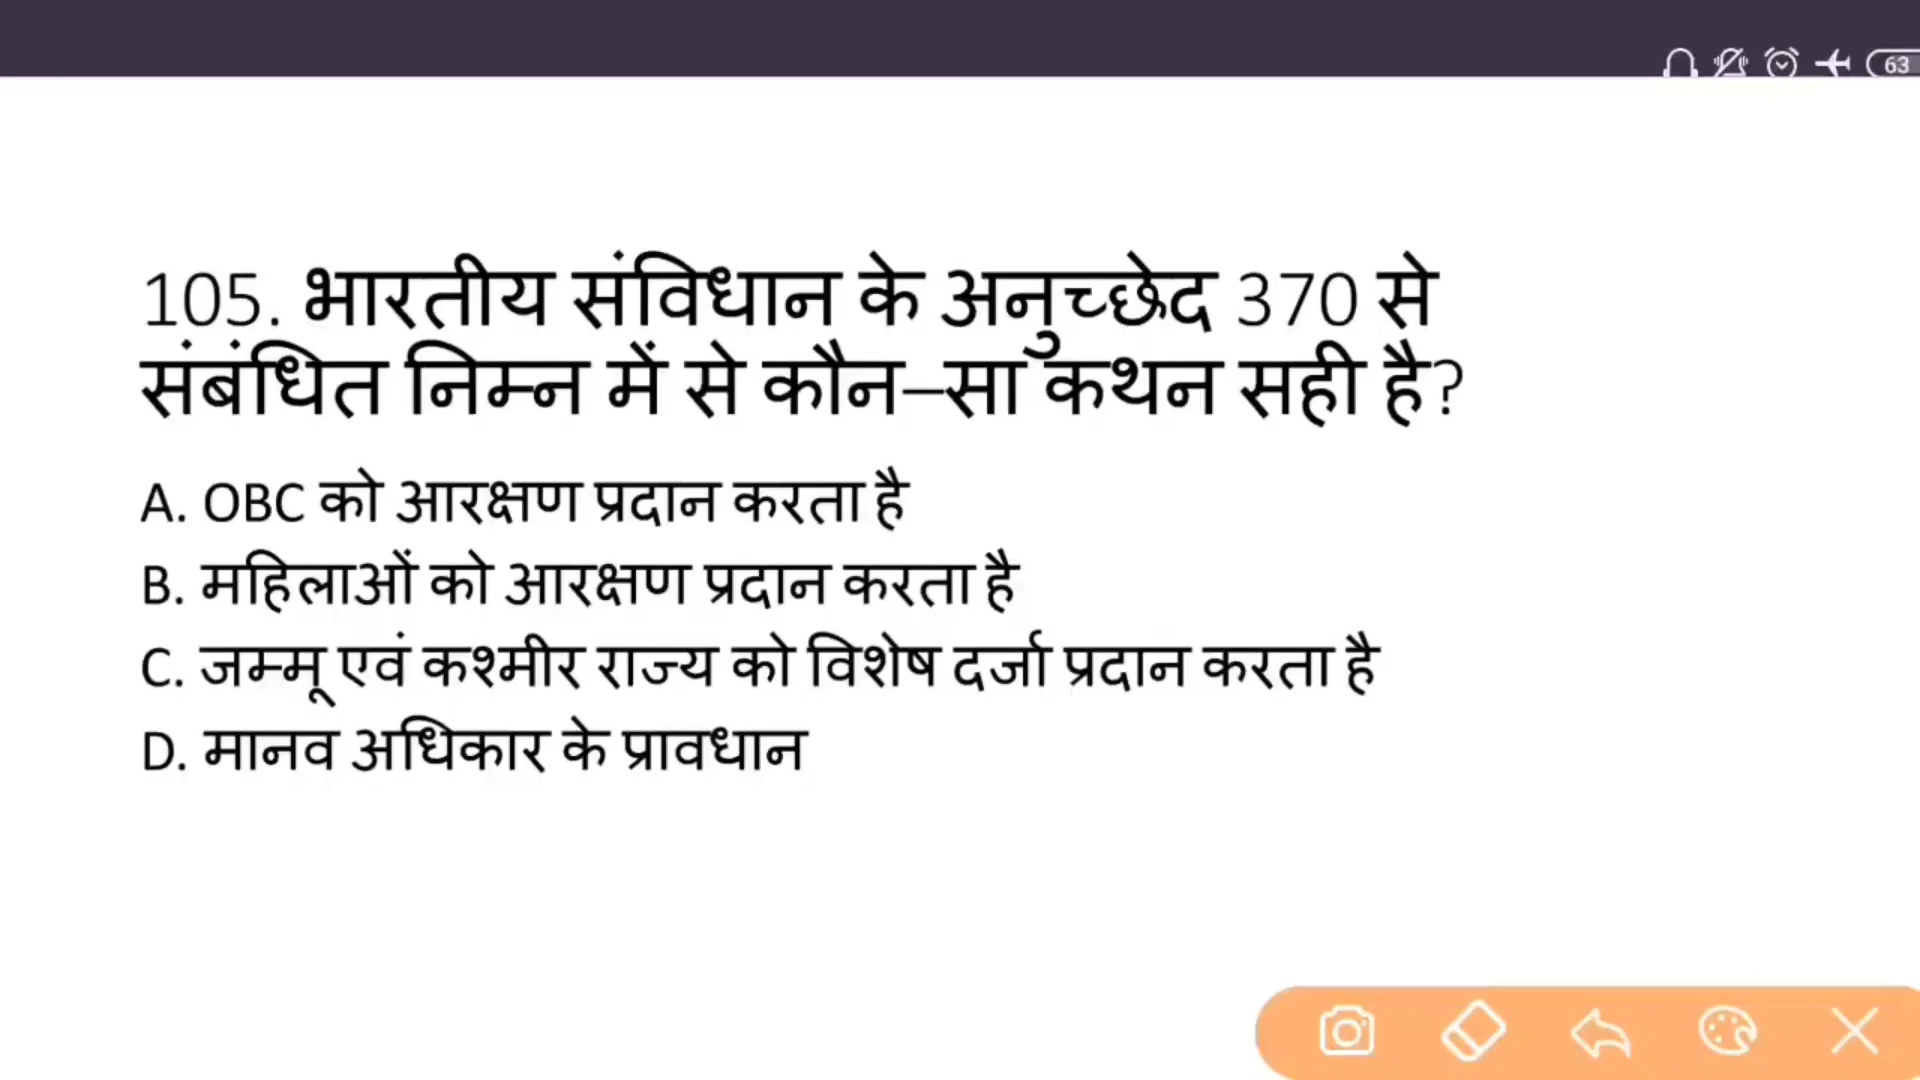 63
105. भारतीय संविधान के अनुच्छेद 370 से
संबंधित निम्न में से कौन–सा कथन सही है?
A. OBC को आरक्षण प्रदान करता है
B. महिलाओं को आरक्षण प्रदान करता है
C. जम्मू एवं कश्मीर राज्य को विशेष दर्जा प्रदान करता है
D. मानव अधिकार के प्रावधान